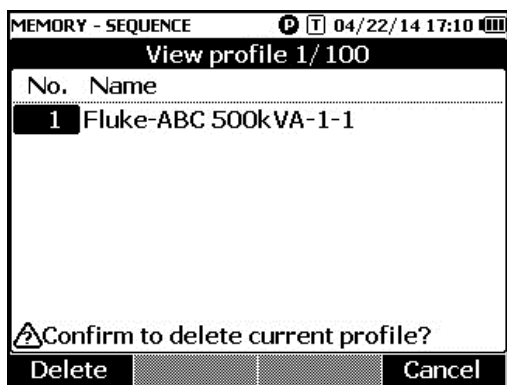 MEMORY - SEQUENCE P T 04/22/14 17:10
View profile 1/100
No. Name
1 Fluke-ABC 500kVA-1-1
Confirm to delete current profile?
Delete Cancel